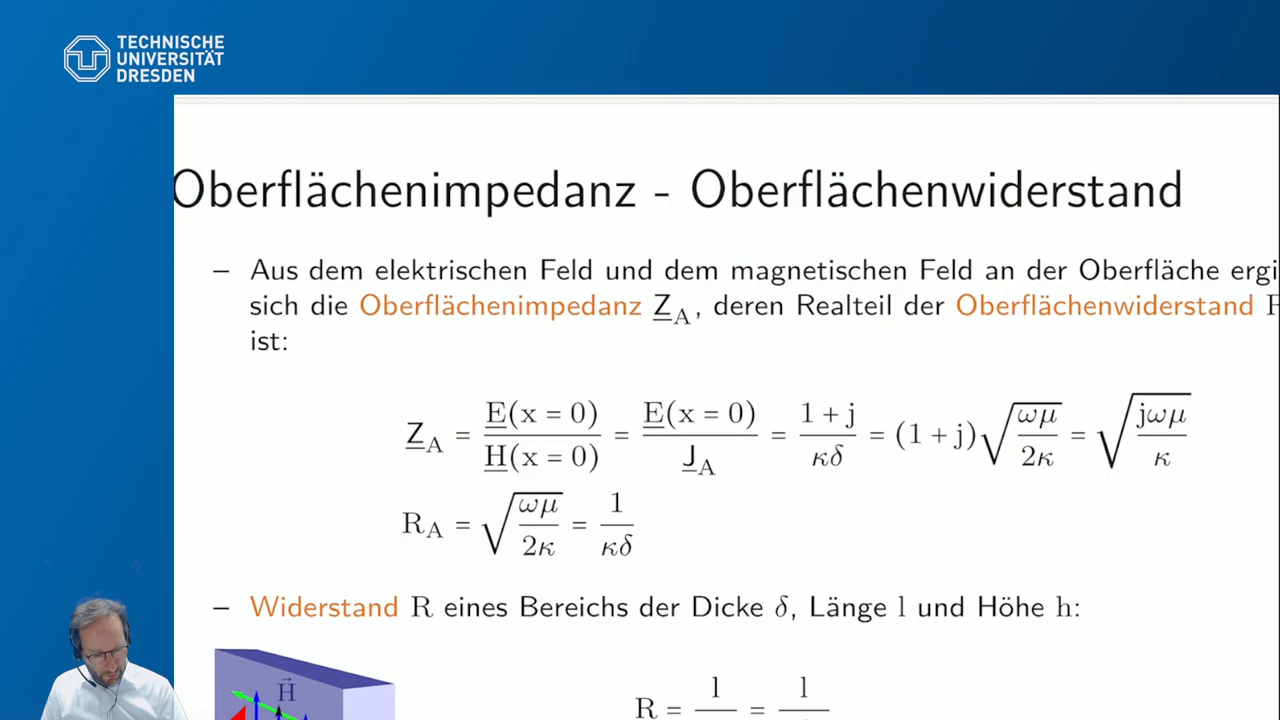 TECHNISCHE
UNIVERSITÄT
DRESDEN
Oberflächenimpedanz - Oberflächenwiderstand
– Aus dem elektrischen Feld und dem magnetischen Feld an der Oberfläche ergi
sich die Oberflächenimpedanz Z_A, deren Realteil der Oberflächenwiderstand
ist:
Z_A = E(x = 0)/H(x = 0) = E(x = 0)/J_A = (1 + j)/(κδ) = (1 + j)√(ωμ/2κ) = √(jωμ/κ)
R_A = √(ωμ/2κ) = 1/(κδ)
– Widerstand R eines Bereichs der Dicke δ, Länge l und Höhe h:
H⃗
R = l/ = l/